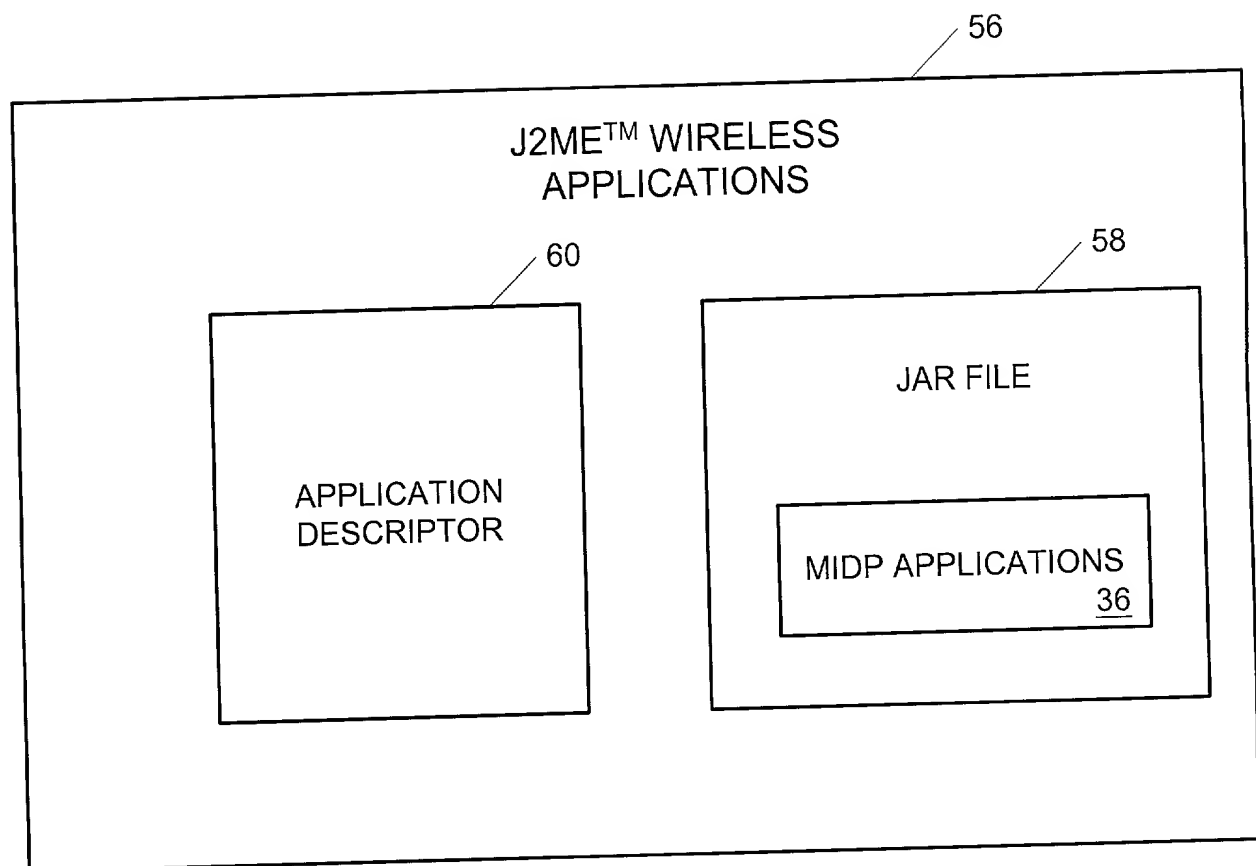 56
J2ME™ WIRELESS
APPLICATIONS
60
58
APPLICATION
DESCRIPTOR
JAR FILE
MIDP APPLICATIONS
36